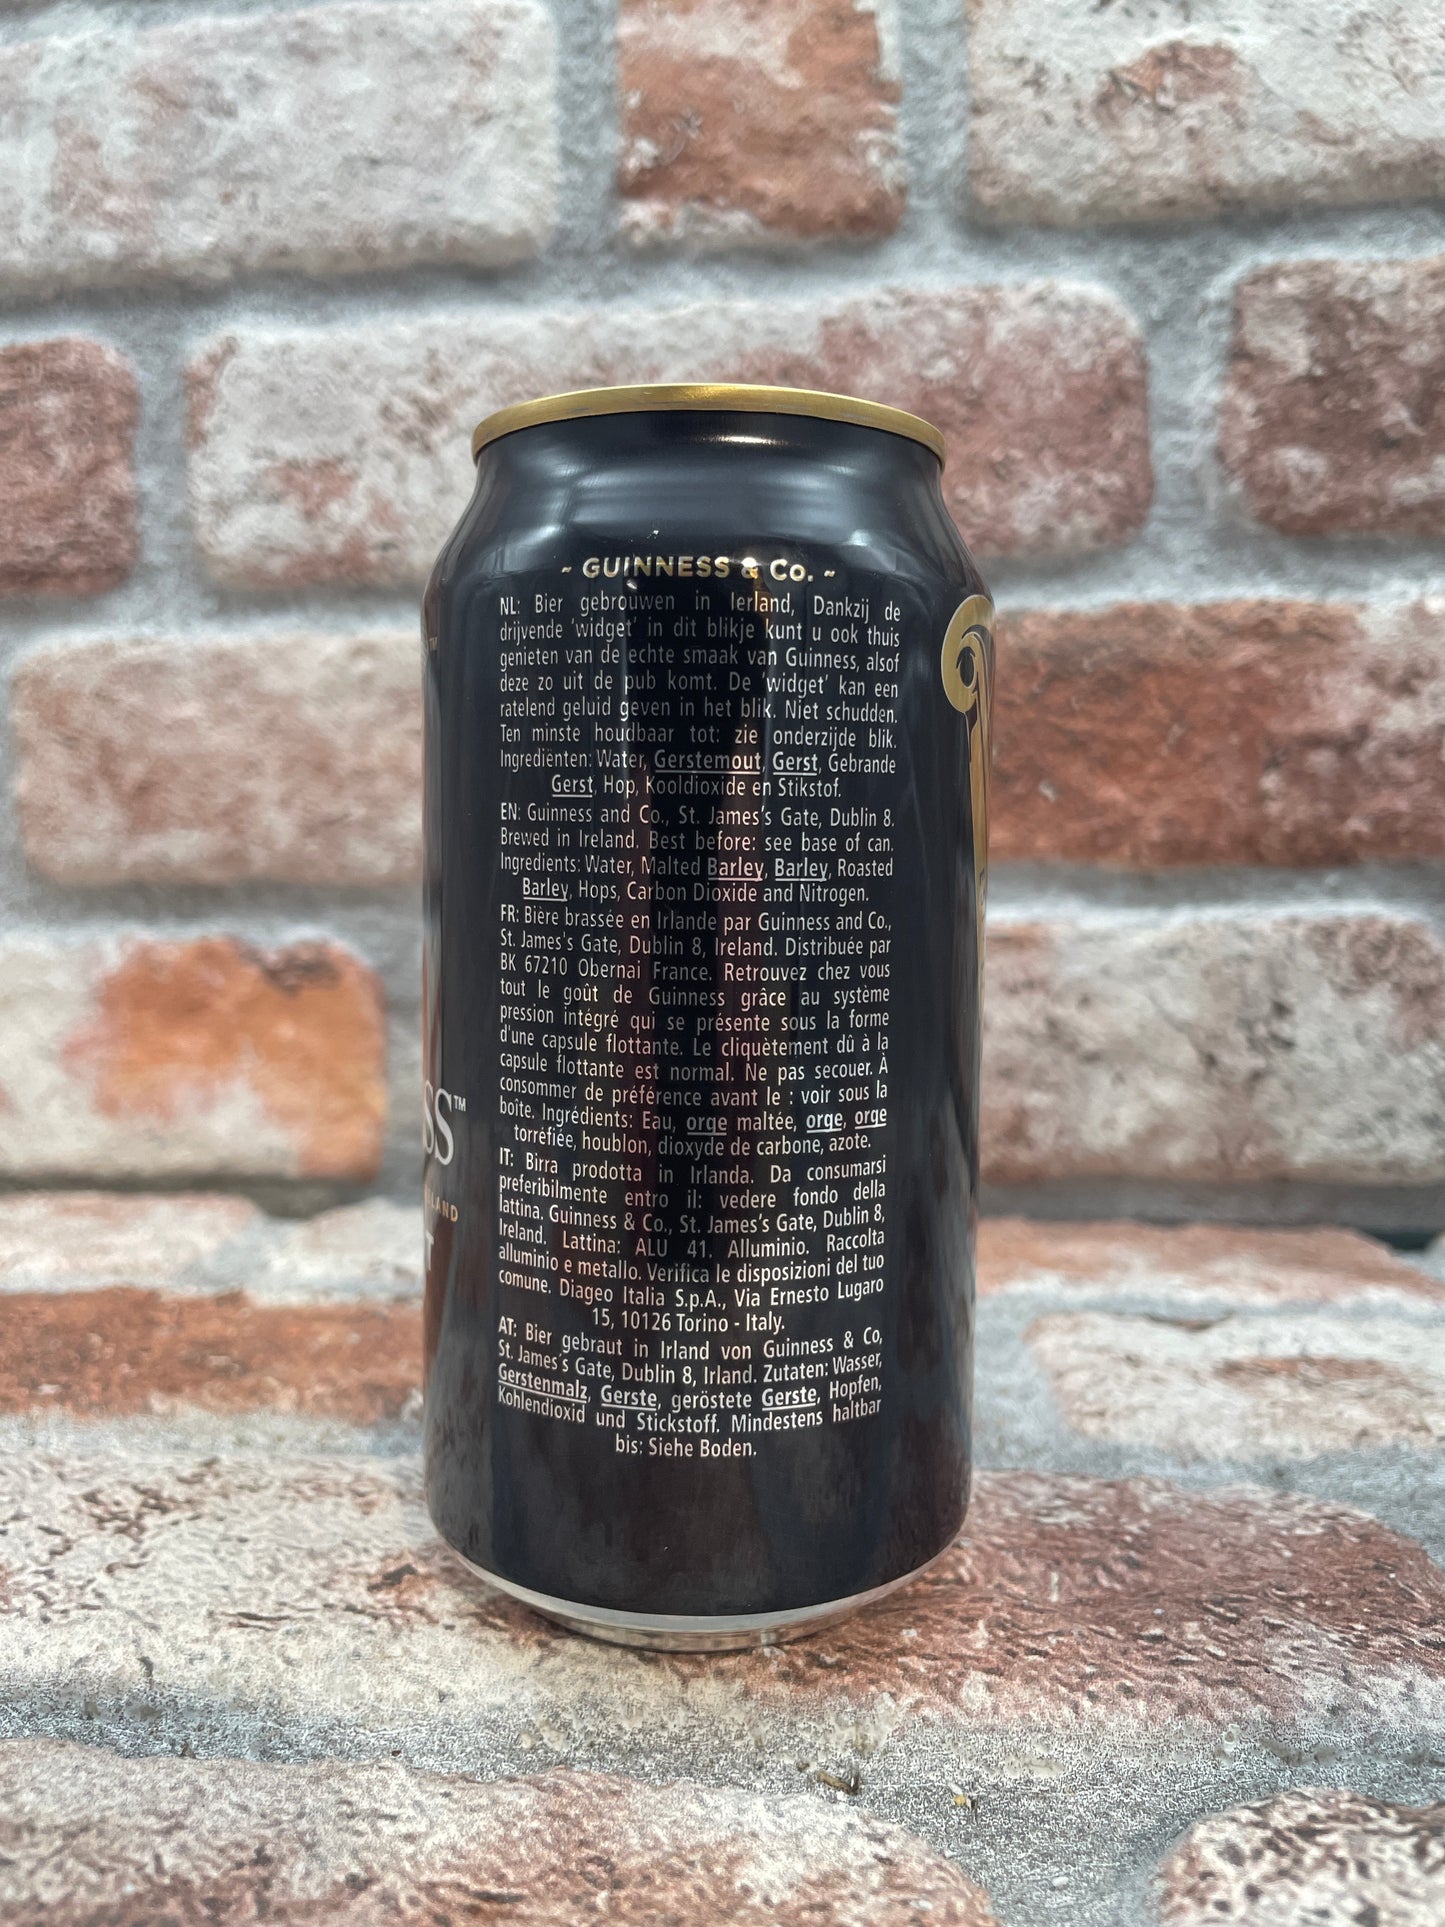 ~ GUINNESS & Co. ~
NL: Bier gebrouwen in Ierland, Dankzij de
drijvende ‘widget’ in dit blikje kunt u ook thuis
genieten van de echte smaak van Guinness, alsof
deze zo uit de pub komt. De ‘widget’ kan een
ratelend geluid geven in het blik. Niet schudden.
Ten minste houdbaar tot: zie onderzijde blik.
Ingrediënten: Water, Gerstemout, Gerst, Gebrande
Gerst, Hop, Kooldioxide en Stikstof.
EN: Guinness and Co., St. James's Gate, Dublin 8.
Brewed in Ireland. Best before: see base of can.
Ingredients: Water, Malted Barley, Barley, Roasted
Barley, Hops, Carbon Dioxide and Nitrogen.
FR: Bière brassée en Irlande par Guinness and Co.,
St. James's Gate, Dublin 8, Ireland. Distribuée par
BK 67210 Obernai France. Retrouvez chez vous
tout le goût de Guinness grâce au système
pression intégré qui se présente sous la forme
d'une capsule flottante. Le cliquètement dû à la
capsule flottante est normal. Ne pas secouer. À
consommer de préférence avant le : voir sous la
boîte. Ingrédients: Eau, orge maltée, orge, orge
torréfiée, houblon, dioxyde de carbone, azote.
IT: Birra prodotta in Irlanda. Da consumarsi
preferibilmente entro il: vedere fondo della
lattina. Guinness & Co., St. James's Gate, Dublin 8,
Ireland. Lattina: ALU 41. Alluminio. Raccolta
alluminio e metallo. Verifica le disposizioni del tuo
comune. Diageo Italia S.p.A., Via Ernesto Lugaro
15, 10126 Torino - Italy.
AT: Bier gebraut in Irland von Guinness & Co,
St. James's Gate, Dublin 8, Irland. Zutaten: Wasser,
Gerstenmalz, Gerste, geröstete Gerste, Hopfen,
Kohlendioxid und Stickstoff. Mindestens haltbar
bis: Siehe Boden.
SS™
LAND
T